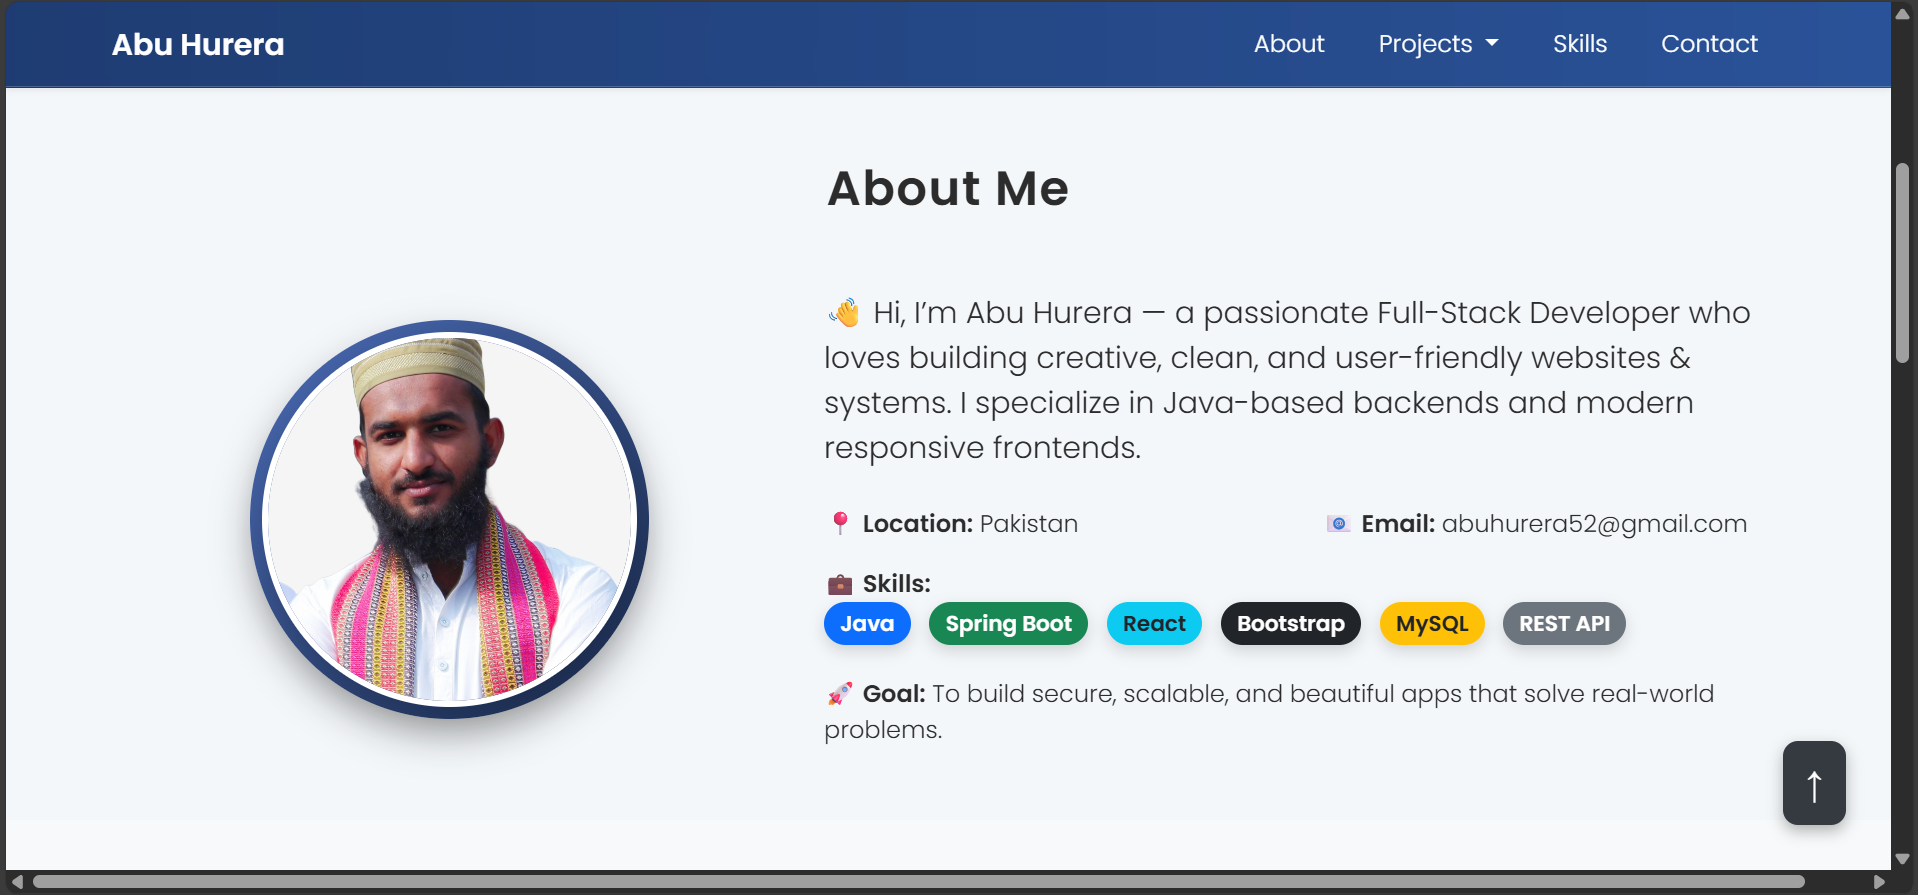 Abu Hurera
About
Projects
Skills
Contact
About Me
👋 Hi, I’m Abu Hurera — a passionate Full-Stack Developer who
loves building creative, clean, and user-friendly websites &
systems. I specialize in Java-based backends and modern
responsive frontends.
📍 Location: Pakistan
📧 Email: abuhurera52@gmail.com
💼 Skills:
Java
Spring Boot
React
Bootstrap
MySQL
REST API
🚀 Goal: To build secure, scalable, and beautiful apps that solve real-world
problems.
↑